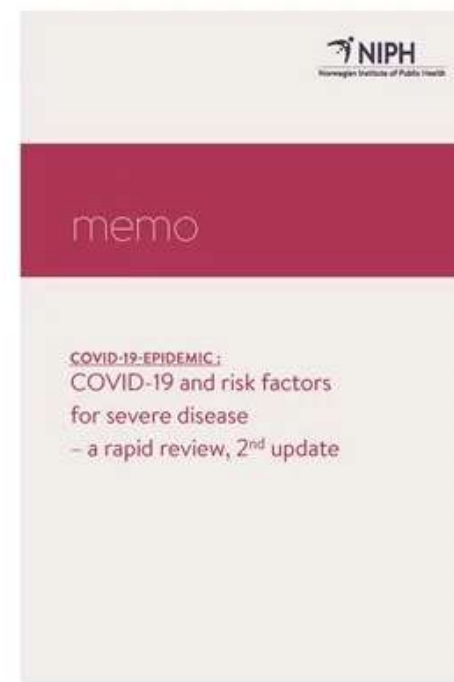 NIPH
Norwegian Institute of Public Health
memo
COVID-19-EPIDEMIC:
COVID-19 and risk factors
for severe disease
– a rapid review, 2nd update